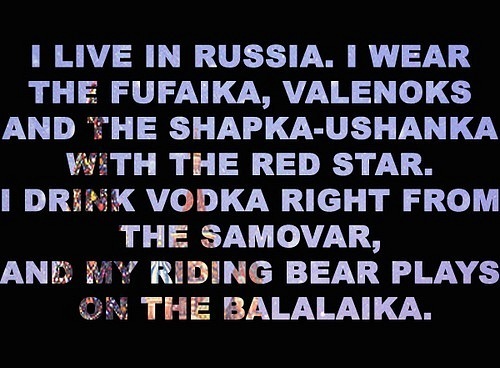 I LIVE IN RUSSIA. I WEAR
THE FUFAIKA, VALENOKS
AND THE SHAPKA-USHANKA
WITH THE RED STAR.
I DRINK VODKA RIGHT FROM
THE SAMOVAR,
AND MY RIDING BEAR PLAYS
ON THE BALALAIKA.